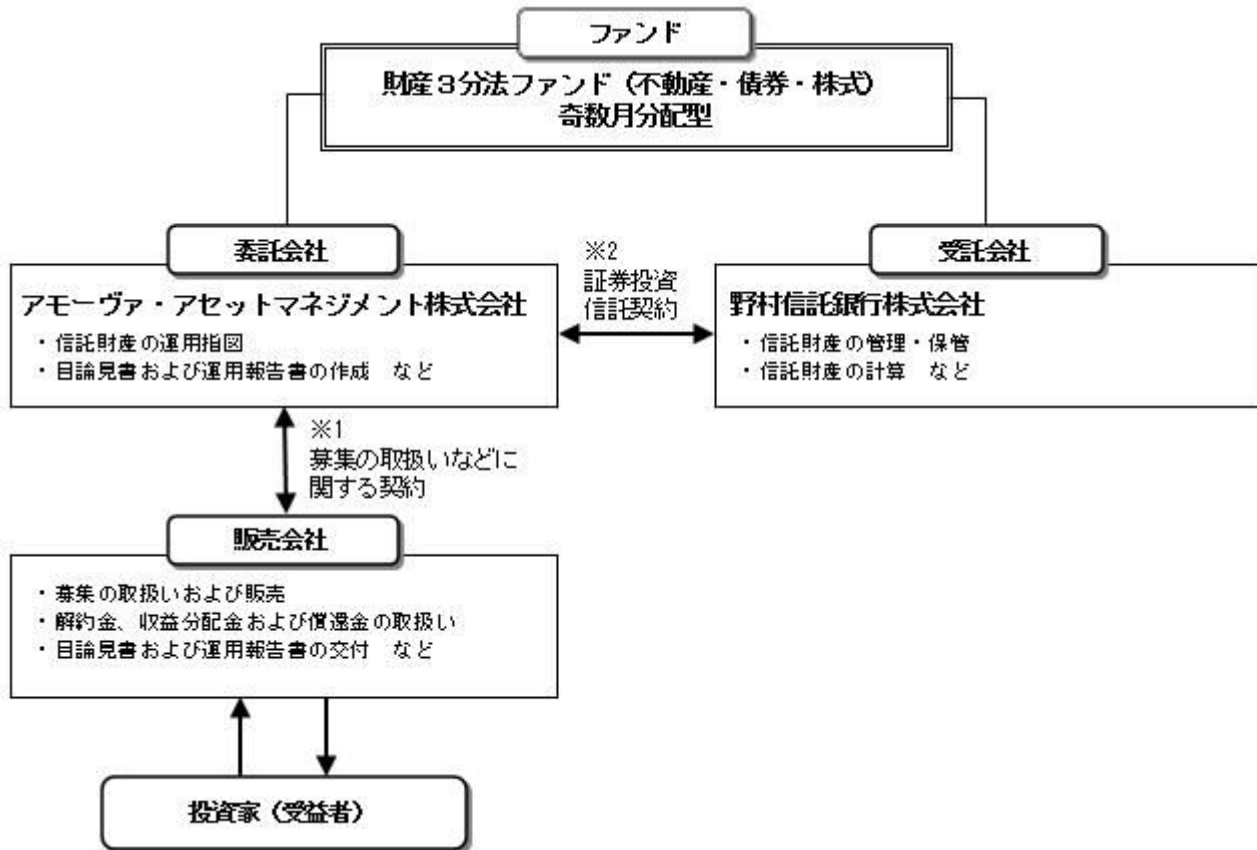 ファンド
財産3分法ファンド（不動産・債券・株式）
奇数月分配型
委託会社
アモーヴァ・アセットマネジメント株式会社
・信託財産の運用指図
・目論見書および運用報告書の作成　など
※2
証券投資
信託契約
受託会社
野村信託銀行株式会社
・信託財産の管理・保管
・信託財産の計算　など
※1
募集の取扱いなどに
関する契約
販売会社
・募集の取扱いおよび販売
・解約金、収益分配金および償還金の取扱い
・目論見書および運用報告書の交付　など
投資家（受益者）